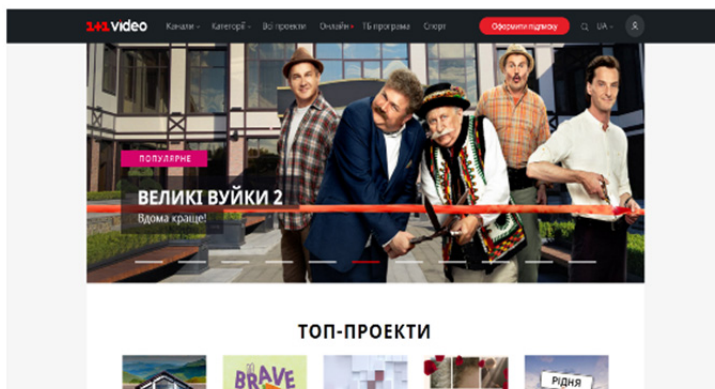 1+1 video Канали Категорії Всі проекти Онлайн ТБ програма Спорт Оформити підписку UA
ПОПУЛЯРНЕ
ВЕЛИКІ ВУЙКИ 2
Вдома краще!
ТОП-ПРОЕКТИ
BRAVE
РІДНЯ